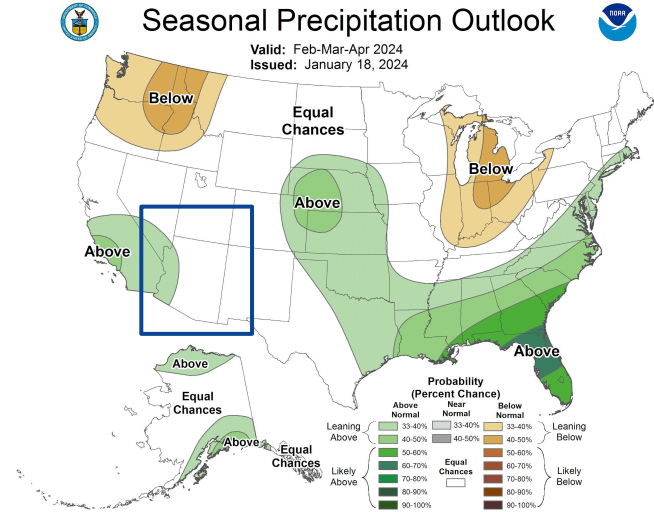 Seasonal Precipitation Outlook
NOAA
Valid: Feb-Mar-Apr 2024
Issued: January 18, 2024
Below
Equal
Chances
Below
Above
Above
Above
Above
Equal
Chances
Above
Equal
Chances
Probability
(Percent Chance)
Above
Normal
Near
Normal
Below
Normal
Leaning
Above
33-40%
40-50%
33-40%
40-50%
33-40%
40-50%
Leaning
Below
Likely
Above
50-60%
60-70%
70-80%
80-90%
90-100%
Equal
Chances
50-60%
60-70%
70-80%
80-90%
90-100%
Likely
Below